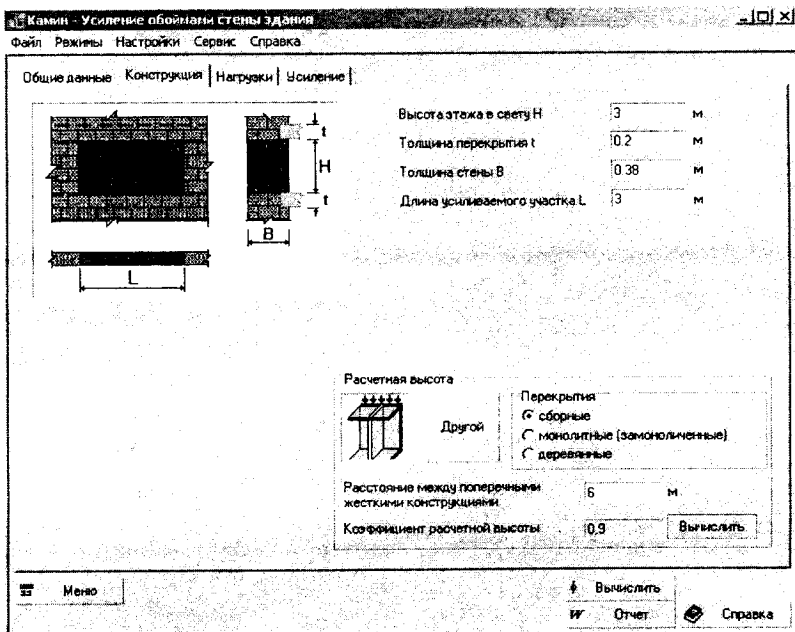 Камин - Усиление обоймами стены здания
Файл Режимы Настройки Сервис Справка
Общие данные Конструкция Нагрузки Усиление
t
H
t
B
L
Высота этажа в свету H 3 м
Толщина перекрытия t 0.2 м
Толщина стены B 0.38 м
Длина усиливаемого участка L 3 м
Расчетная высота
Другой
Перекрытия
сборные
монолитные (замоноличенные)
деревянные
Расстояние между поперечными
жесткими конструкциями 6 м
Коэффициент расчетной высоты 0,9 Вычислить
Меню
Вычислить
W Отчет
Справка